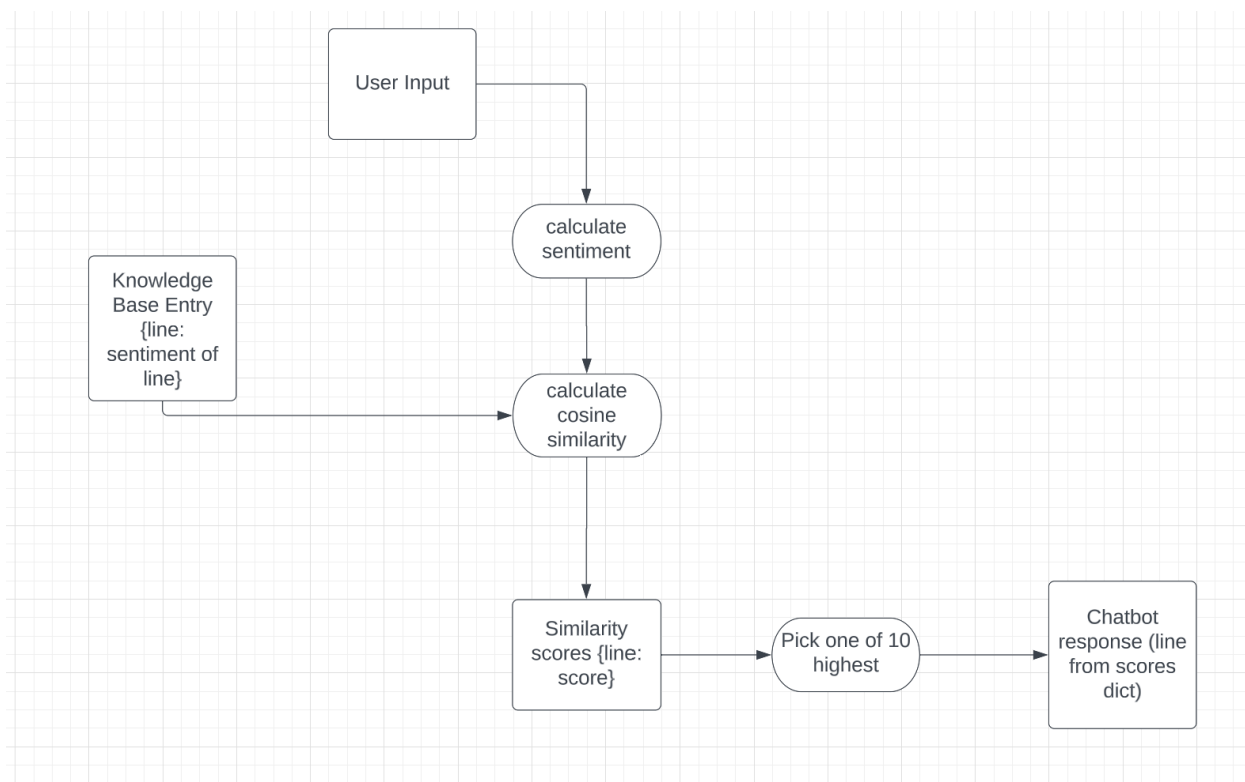 User Input
calculate
sentiment
Knowledge
Base Entry
{line:
sentiment of
line}
calculate
cosine
similarity
Similarity
scores {line:
score}
Pick one of 10
highest
Chatbot
response (line
from scores
dict)